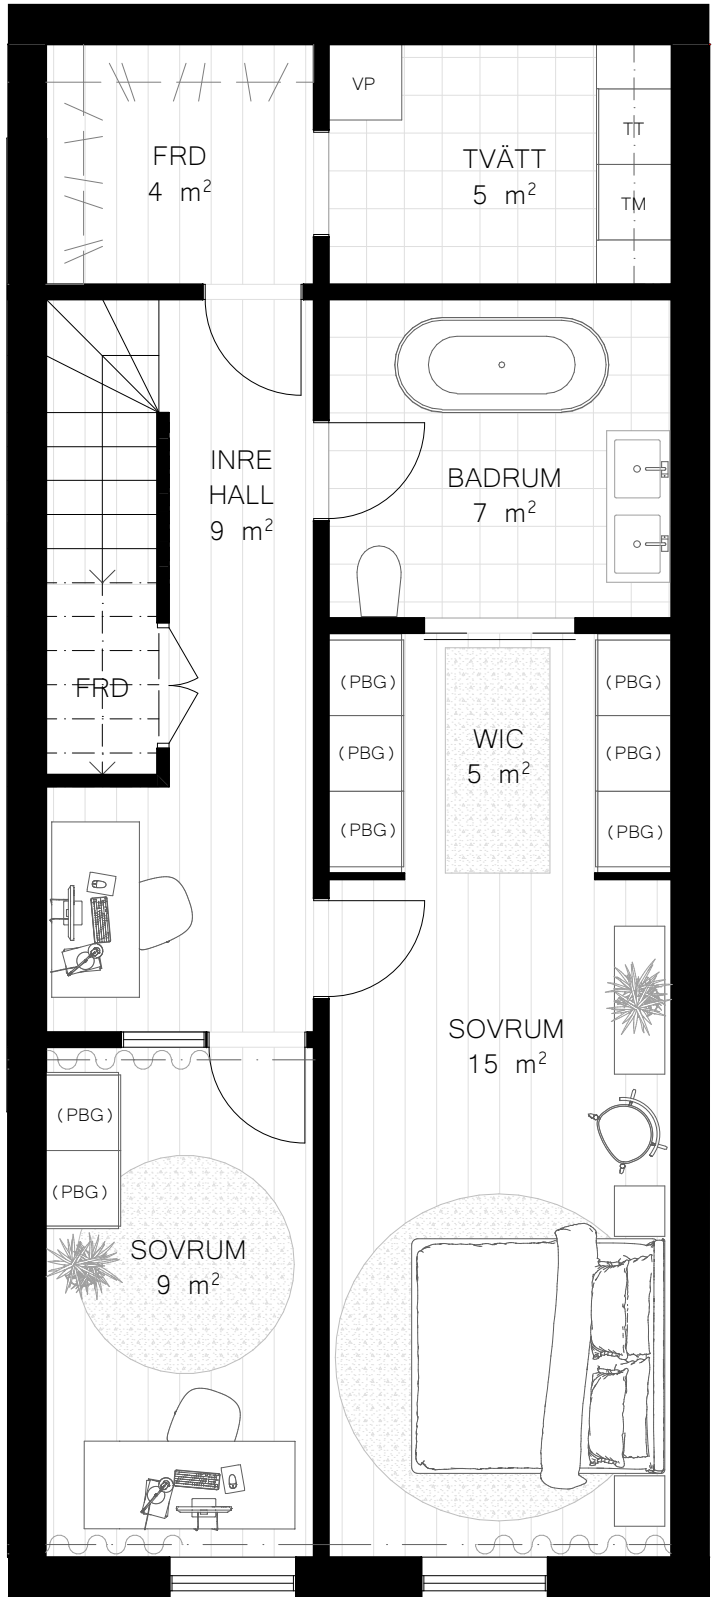 VP
FRD
4 m²
TVÄTT
5 m²
TT
TM
INRE
HALL
9 m²
BADRUM
7 m²
FRD
(PBG)
(PBG)
(PBG)
WIC
5 m²
(PBG)
(PBG)
(PBG)
SOVRUM
15 m²
(PBG)
(PBG)
SOVRUM
9 m²